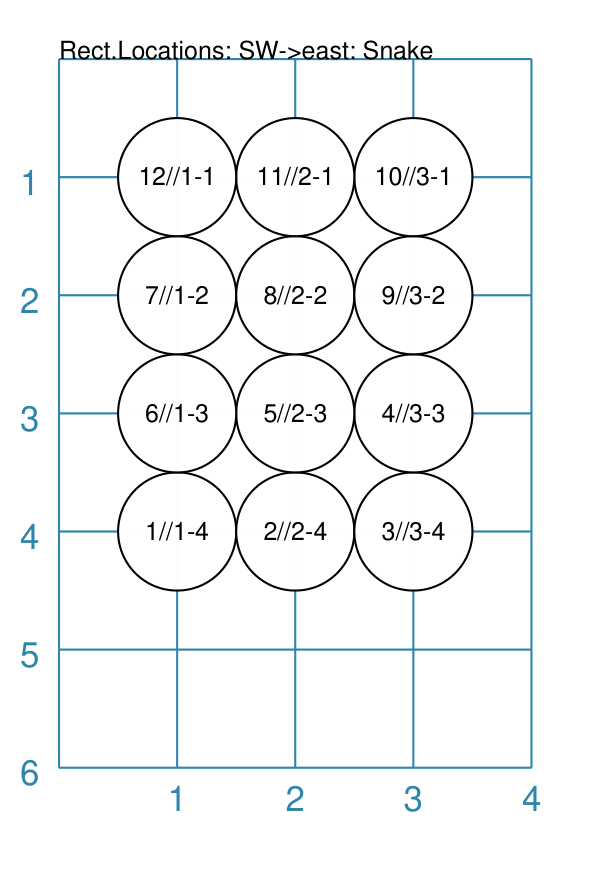 Rect.Locations: SW->east: Snake
1 12//1-1 11//2-1 10//3-1
2 7//1-2 8//2-2 9//3-2
3 6//1-3 5//2-3 4//3-3
4 1//1-4 2//2-4 3//3-4
5
6
1 2 3 4